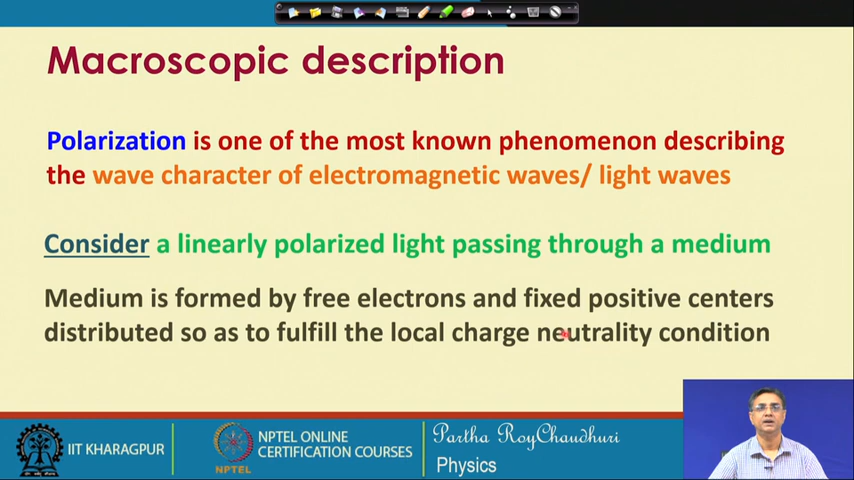 Macroscopic description
Polarization is one of the most known phenomenon describing
the wave character of electromagnetic waves/ light waves
Consider a linearly polarized light passing through a medium
Medium is formed by free electrons and fixed positive centers
distributed so as to fulfill the local charge neutrality condition
IIT KHARAGPUR
NPTEL
NPTEL ONLINE
CERTIFICATION COURSES
Partha RoyChaudhuri
Physics